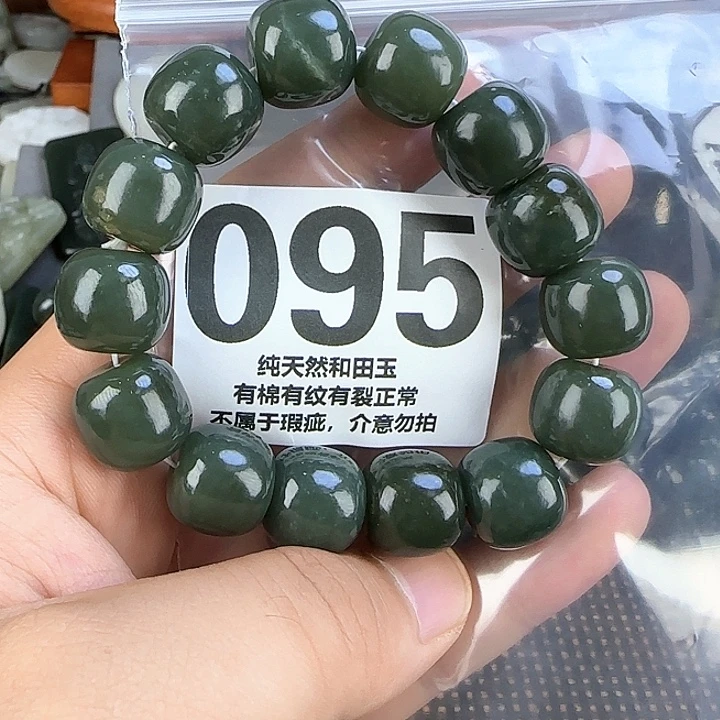 095
纯天然和田玉
有棉有纹有裂正常
不属于瑕疵，介意勿拍